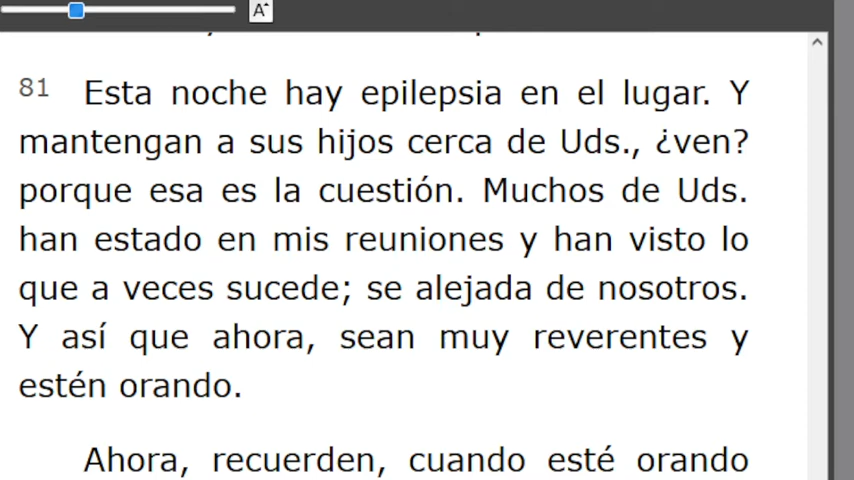 A^
81 Esta noche hay epilepsia en el lugar. Y
mantengan a sus hijos cerca de Uds., ¿ven?
porque esa es la cuestión. Muchos de Uds.
han estado en mis reuniones y han visto lo
que a veces sucede; se alejada de nosotros.
Y así que ahora, sean muy reverentes y
estén orando.
Ahora, recuerden, cuando esté orando